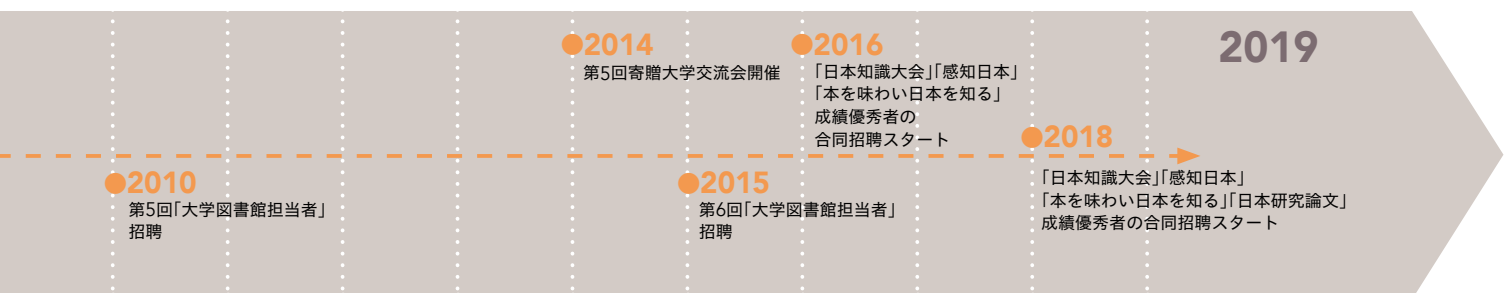 2014
第5回寄贈大学交流会開催
2016
「日本知識大会」「感知日本」
「本を味わい日本を知る」
成績優秀者の
合同招聘スタート
2019
2010
第5回「大学図書館担当者」
招聘
2015
第6回「大学図書館担当者」
招聘
2018
「日本知識大会」「感知日本」
「本を味わい日本を知る」「日本研究論文」
成績優秀者の合同招聘スタート